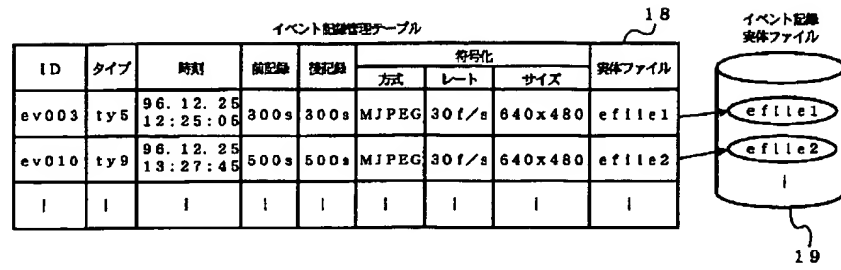 イベント記録管理テーブル
18
イベント記録
実体ファイル
ID タイプ 時刻 前記録 後記録 符号化 実体ファイル
方式 レート サイズ
ev003 ty5 96.12.25 12:25:05 300s 300s MJPEG 30f/s 640x480 efile1
efile1
ev010 ty9 96.12.25 13:27:45 500s 500s MJPEG 30f/s 640x480 efile2
efile2
19